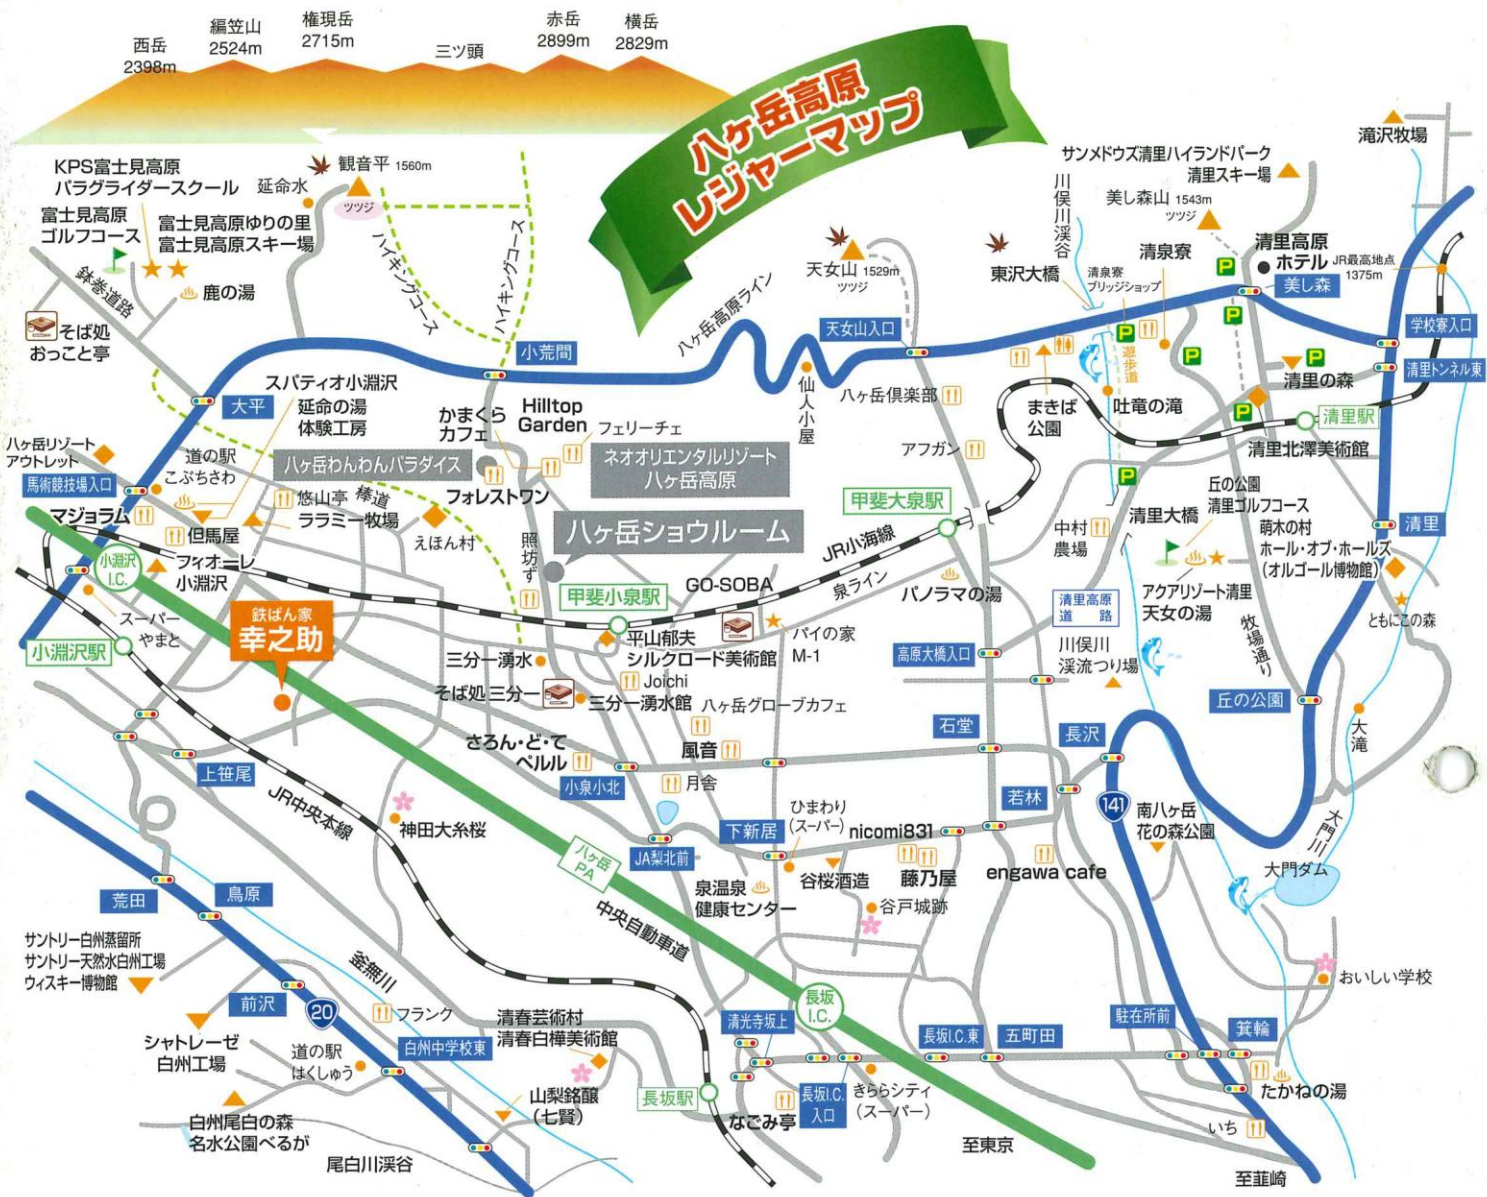 八ヶ岳高原
レジャーマップ
西岳
2398m
編笠山
2524m
権現岳
2715m
三ツ頭
赤岳
2899m
横岳
2829m
KPS富士見高原
パラグライダースクール
富士見高原
ゴルフコース
富士見高原ゆりの里
富士見高原スキー場
延命水
観音平 1560m
ツツジ
鉢巻道路
鹿の湯
そば処
おっこと亭
ハイキングコース
ハイキングコース
八ヶ岳高原ライン
小荒間
大平
天女山 1529m
ツツジ
天女山入口
仙人小屋
東沢大橋
川俣川渓谷
サンメドウズ清里ハイランドパーク
清里スキー場
美し森山 1543m
ツツジ
清泉寮
清泉寮
ブリッジショップ
清里高原
ホテル
JR最高地点
1375m
美し森
滝沢牧場
学校寮入口
清里トンネル東
清里の森
清里駅
清里北澤美術館
P
P
P
P
P
P
P
遊歩道
吐竜の滝
まきば
公園
八ヶ岳倶楽部
アフガン
スパティオ小淵沢
延命の湯
体験工房
八ヶ岳リゾート
アウトレット
馬術競技場入口
道の駅
こぶちさわ
マジョラム
但馬屋
悠山亭
ララミー牧場
棒道
えほん村
八ヶ岳わんわんパラダイス
かまくら
カフェ
Hilltop
Garden
フェリーチェ
フォレストワン
ネオオリエンタルリゾート
八ヶ岳高原
八ヶ岳ショウルーム
照坊ず
小淵沢
I.C.
フィオーレ
小淵沢
スーパー
やまと
小淵沢駅
鉄ぱん家
幸之助
甲斐小泉駅
GO-SOBA
JR小海線
泉ライン
甲斐大泉駅
パノラマの湯
パイの家
M-1
平山郁夫
シルクロード美術館
三分一湧水
Joichi
そば処 三分一
三分一湧水館
八ヶ岳グローブカフェ
風音
さろん・ど・て
ペルル
小泉小北
月舎
中村
農場
清里大橋
丘の公園
清里ゴルフコース
萌木の村
ホール・オブ・ホールズ
(オルゴール博物館)
清里
アクアリゾート清里
天女の湯
ともにこの森
清里高原
道路
牧場通り
川俣川
渓流つり場
高原大橋入口
丘の公園
大滝
石堂
長沢
若林
141
南八ヶ岳
花の森公園
大門川
大門ダム
上笹尾
JR中央本線
神田大糸桜
八ヶ岳
PA
JA梨北前
下新居
ひまわり
(スーパー)
nicomi831
谷桜酒造
藤乃屋
engawa cafe
谷戸城跡
泉温泉
健康センター
中央自動車道
荒田
鳥原
サントリー白州蒸留所
サントリー天然水白州工場
ウィスキー博物館
釜無川
前沢
20
フランク
シャトレーゼ
白州工場
道の駅
はくしゅう
白州中学校東
清春芸術村
清春白樺美術館
山梨銘醸
(七賢)
白州尾白の森
名水公園べるが
尾白川渓谷
長坂駅
清光寺坂上
長坂
I.C.
長坂I.C.東
五町田
駐在所前
箕輪
おいしい学校
なごみ亭
長坂I.C.
入口
きららシティ
(スーパー)
たかねの湯
いち
至東京
至韮崎